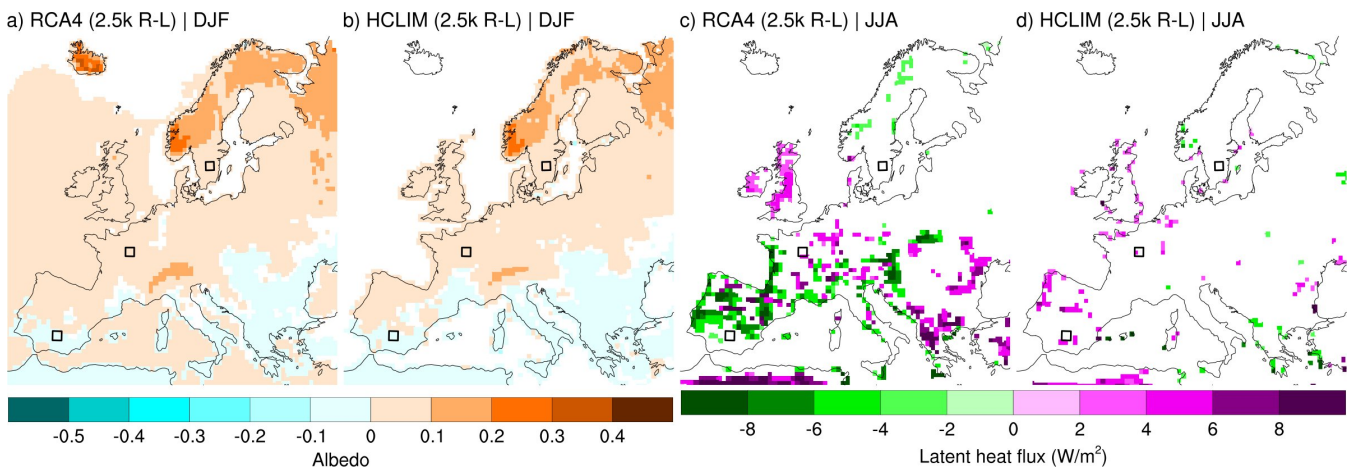 a) RCA4 (2.5k R-L) | DJF
b) HCLIM (2.5k R-L) | DJF
c) RCA4 (2.5k R-L) | JJA
d) HCLIM (2.5k R-L) | JJA
-0.5 -0.4 -0.3 -0.2 -0.1 0 0.1 0.2 0.3 0.4
Albedo
-8 -6 -4 -2 0 2 4 6 8
Latent heat flux (W/m²)